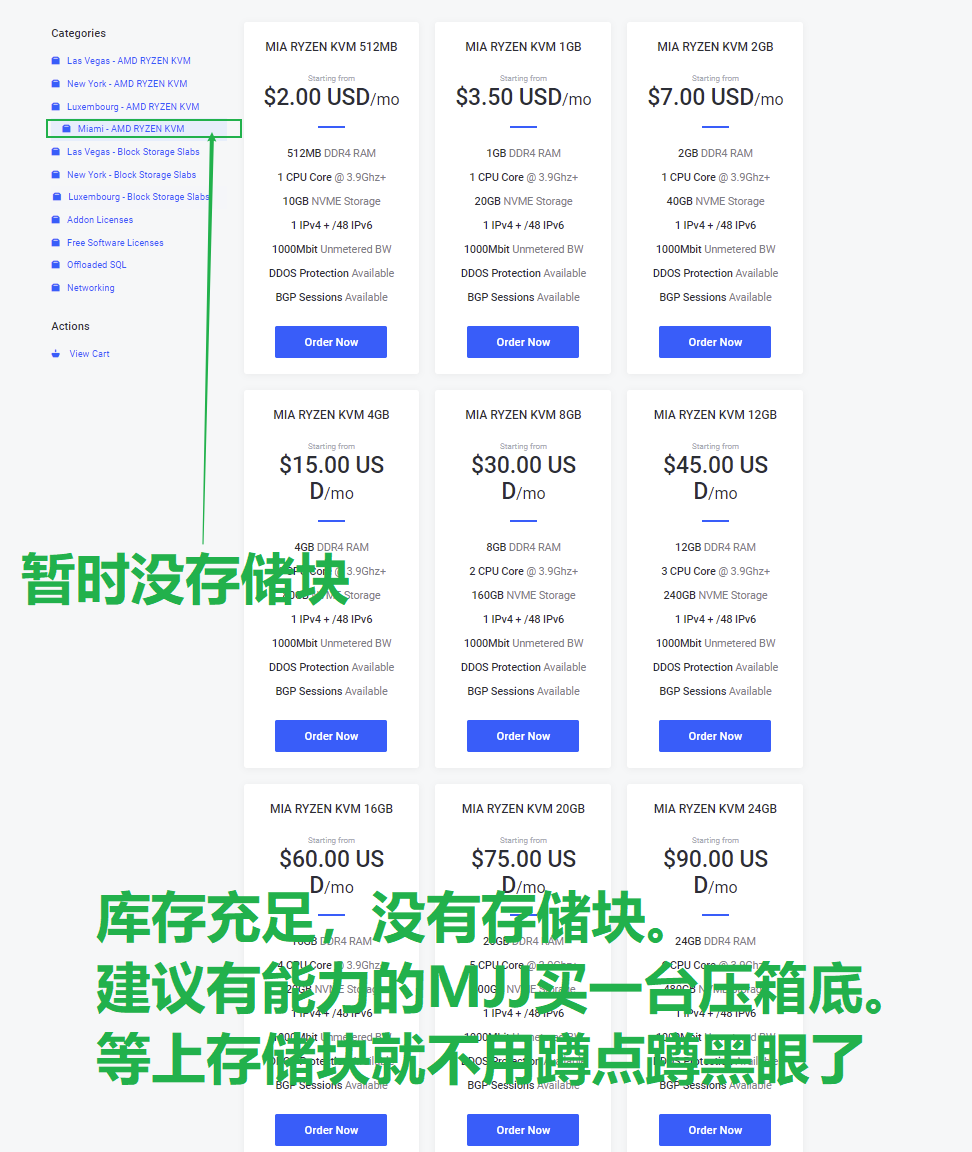 Categories
Las Vegas - AMD RYZEN KVM
New York - AMD RYZEN KVM
Luxembourg - AMD RYZEN KVM
Miami - AMD RYZEN KVM
Las Vegas - Block Storage Slabs
New York - Block Storage Slabs
Luxembourg - Block Storage Slabs
Addon Licenses
Free Software Licenses
Offloaded SQL
Networking
Actions
View Cart
MIA RYZEN KVM 512MB
Starting from
$2.00 USD/mo
512MB DDR4 RAM
1 CPU Core @ 3.9Ghz+
10GB NVME Storage
1 IPv4 + /48 IPv6
1000Mbit Unmetered BW
DDOS Protection Available
BGP Sessions Available
Order Now
MIA RYZEN KVM 1GB
Starting from
$3.50 USD/mo
1GB DDR4 RAM
1 CPU Core @ 3.9Ghz+
20GB NVME Storage
1 IPv4 + /48 IPv6
1000Mbit Unmetered BW
DDOS Protection Available
BGP Sessions Available
Order Now
MIA RYZEN KVM 2GB
Starting from
$7.00 USD/mo
2GB DDR4 RAM
1 CPU Core @ 3.9Ghz+
40GB NVME Storage
1 IPv4 + /48 IPv6
1000Mbit Unmetered BW
DDOS Protection Available
BGP Sessions Available
Order Now
MIA RYZEN KVM 4GB
Starting from
$15.00 US
D/mo
4GB DDR4 RAM
CPU Core @ 3.9Ghz+
NVME Storage
1 IPv4 + /48 IPv6
1000Mbit Unmetered BW
DDOS Protection Available
BGP Sessions Available
Order Now
暂时没存储块
MIA RYZEN KVM 8GB
Starting from
$30.00 US
D/mo
8GB DDR4 RAM
2 CPU Core @ 3.9Ghz+
160GB NVME Storage
1 IPv4 + /48 IPv6
1000Mbit Unmetered BW
DDOS Protection Available
BGP Sessions Available
Order Now
MIA RYZEN KVM 12GB
Starting from
$45.00 US
D/mo
12GB DDR4 RAM
3 CPU Core @ 3.9Ghz+
240GB NVME Storage
1 IPv4 + /48 IPv6
1000Mbit Unmetered BW
DDOS Protection Available
BGP Sessions Available
Order Now
MIA RYZEN KVM 16GB
Starting from
$60.00 US
D/mo
16GB DDR4 RAM
CPU Core @ 3.9Ghz+
NVME Storage
1 IPv4 + /48 IPv6
1000Mbit Unmetered BW
DDOS Protection Available
BGP Sessions Available
Order Now
MIA RYZEN KVM 20GB
Starting from
$75.00 US
D/mo
20GB DDR4 RAM
5 CPU Core @ 3.9Ghz+
NVME Storage
1 IPv4 + /48 IPv6
1000Mbit Unmetered BW
DDOS Protection Available
BGP Sessions Available
Order Now
MIA RYZEN KVM 24GB
Starting from
$90.00 US
D/mo
24GB DDR4 RAM
CPU Core @ 3.9Ghz+
480GB NVME Storage
1 IPv4 + /48 IPv6
1000Mbit Unmetered BW
DDOS Protection Available
BGP Sessions Available
Order Now
库存充足，没有存储块。
建议有能力的MJJ买一台压箱底。
等上存储块就不用蹲点蹲黑眼了